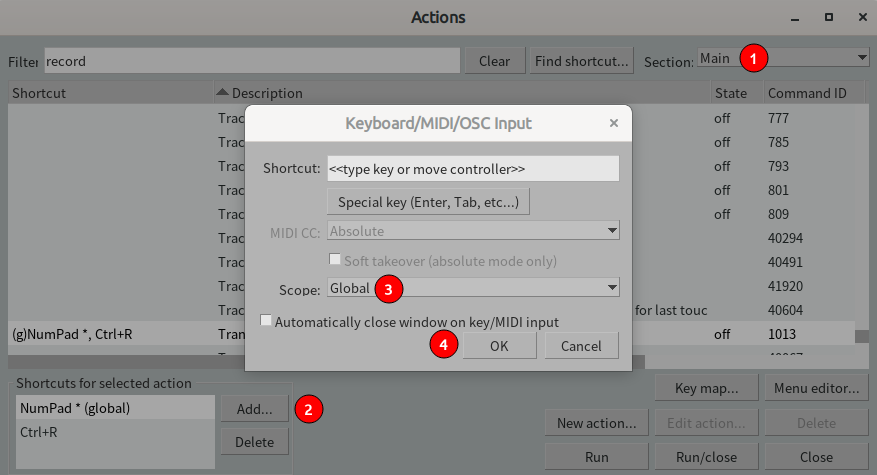 Actions
Filter record Clear Find shortcut... Section: Main 1
Shortcut Description State Command ID
Trac off 777
Keyboard/MIDI/OSC Input
Trac off 785
Trac off 793
Shortcut: <<type key or move controller>>
Trac off 801
Special key (Enter, Tab, etc...)
Trac off 809
MIDI CC: Absolute
Trac 40294
Soft takeover (absolute mode only)
Trac 40491
Scope: Global 3
Trac 41920
Trac for last touc 40604
Automatically close window on key/MIDI input
(g)NumPad *, Ctrl+R Tran off 1013
4 OK Cancel
Shortcuts for selected action
NumPad * (global) Add... 2
Ctrl+R Delete
Key map... Menu editor...
New action... Edit action... Delete
Run Run/close Close